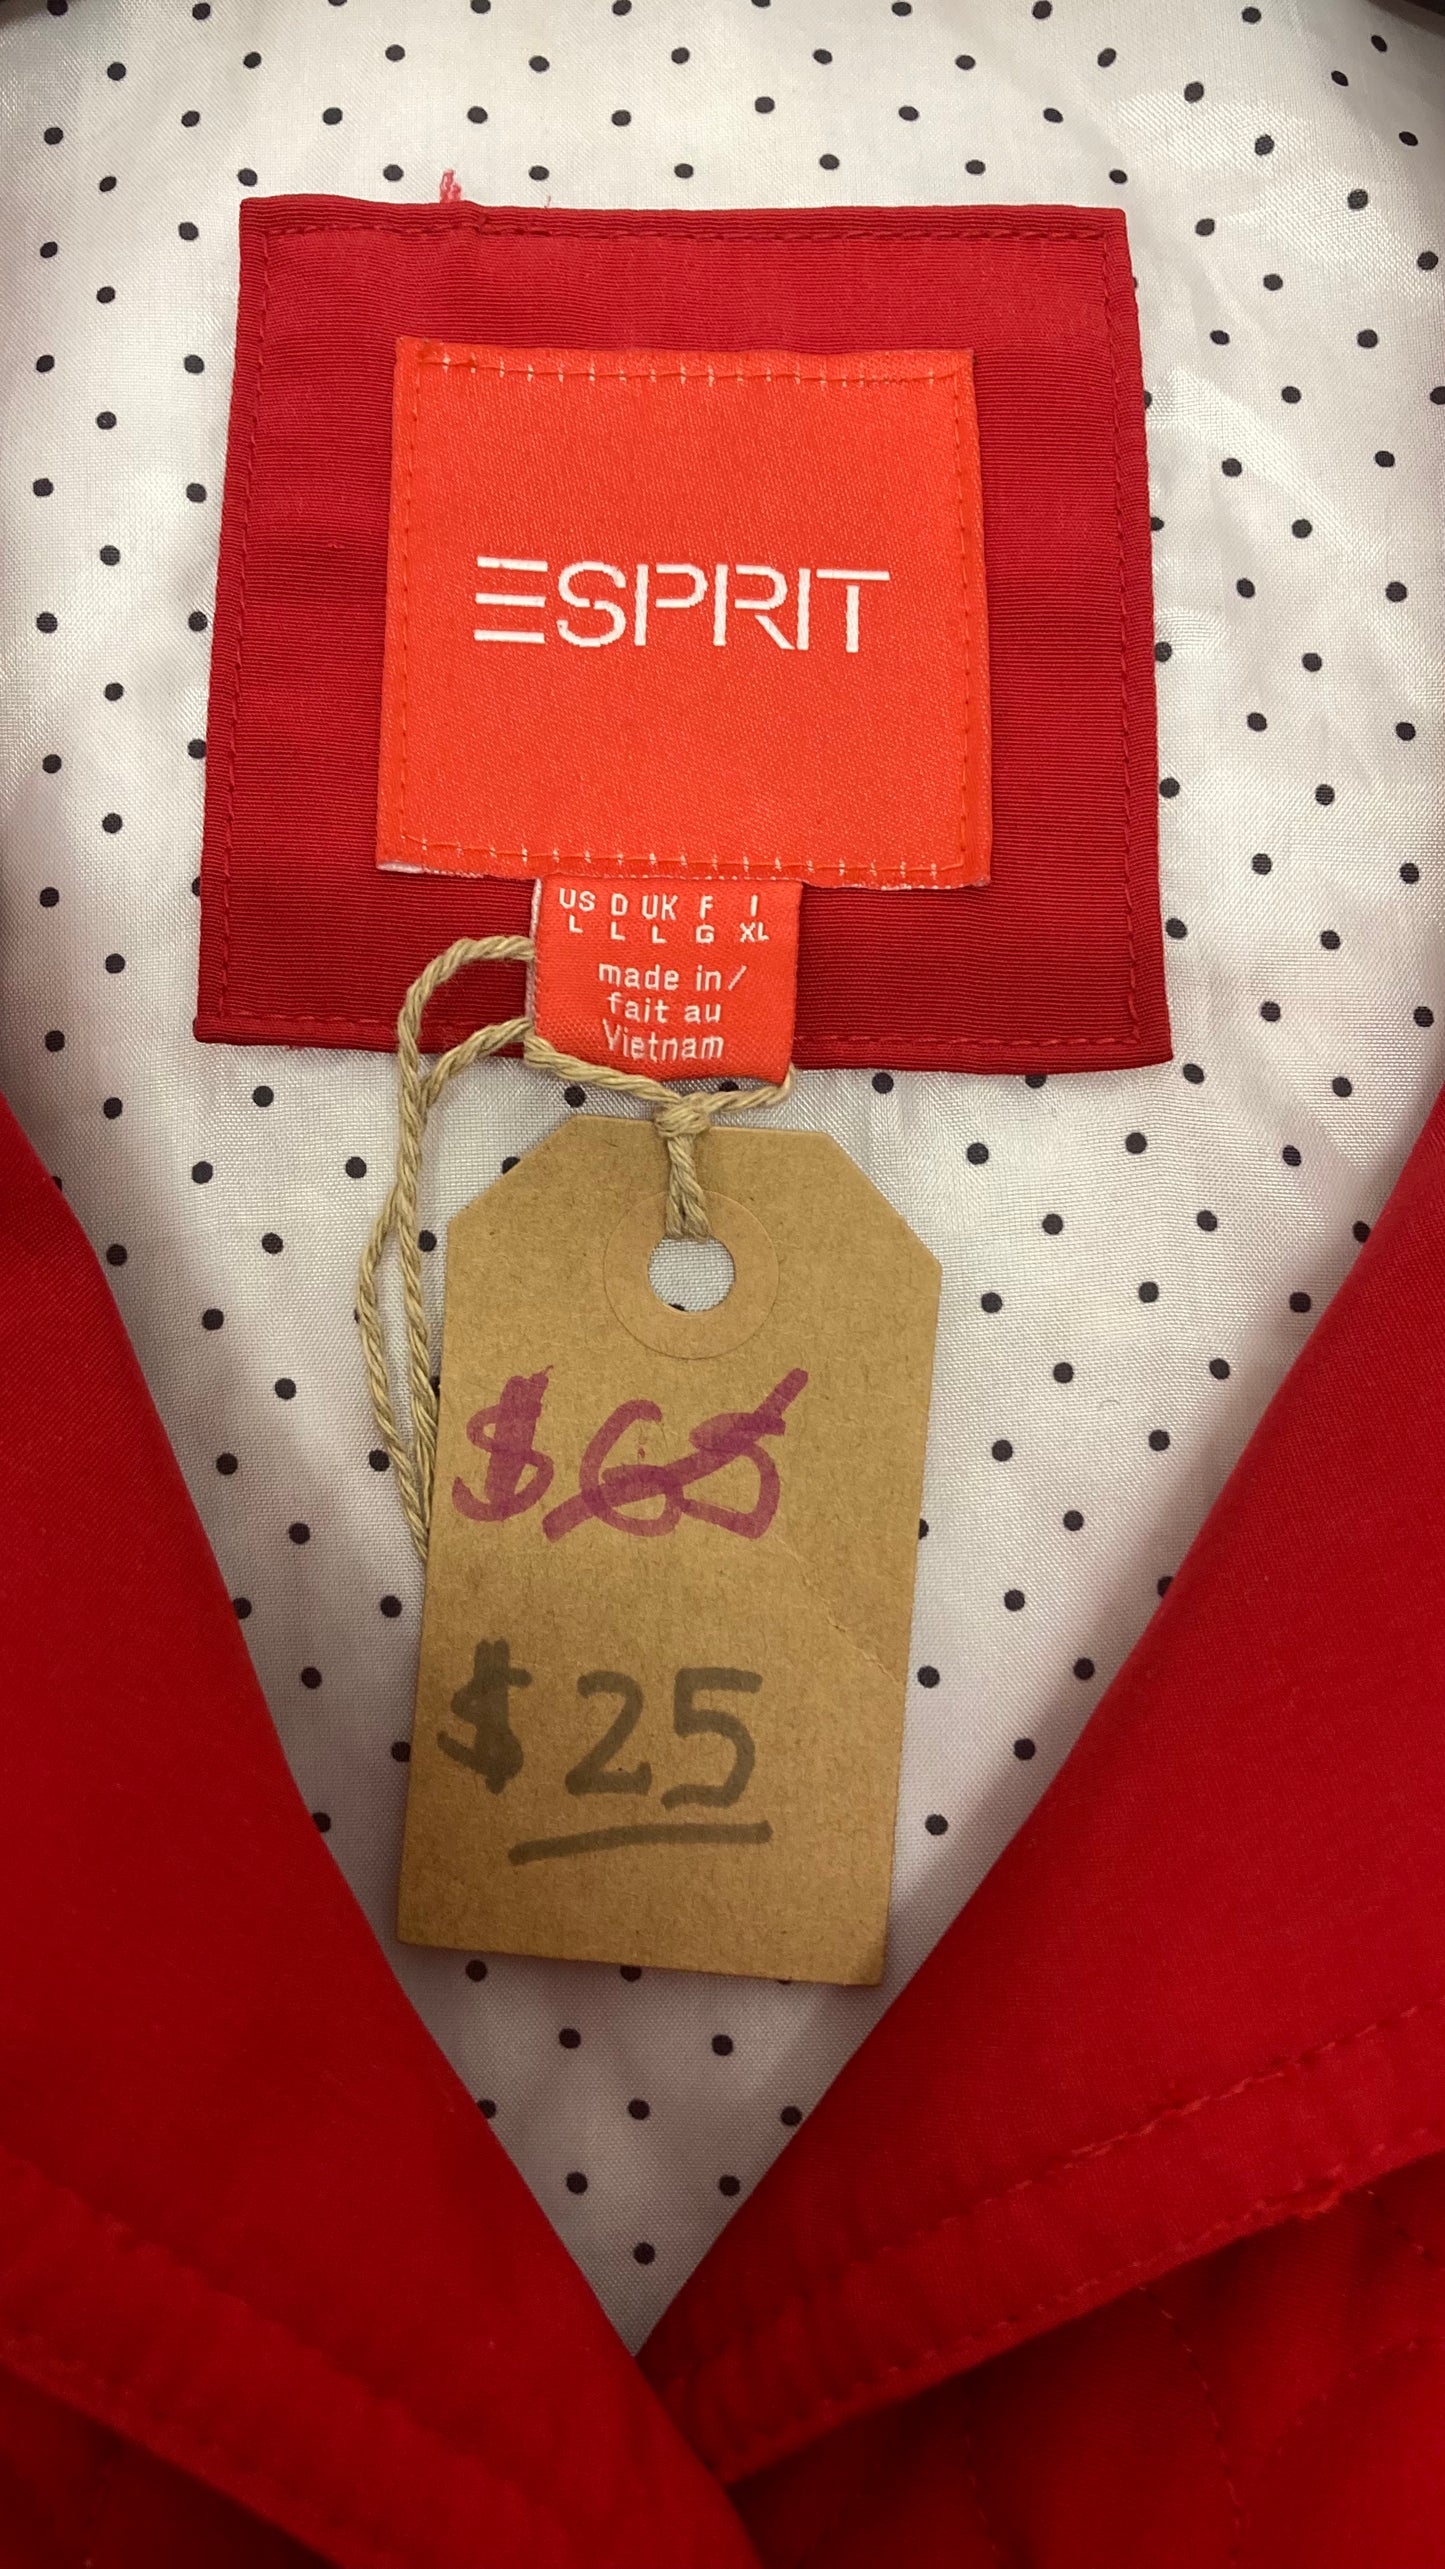 ESPRIT
US D UK F I
L L L G XL
made in/
fait au
Vietnam
$65
$25